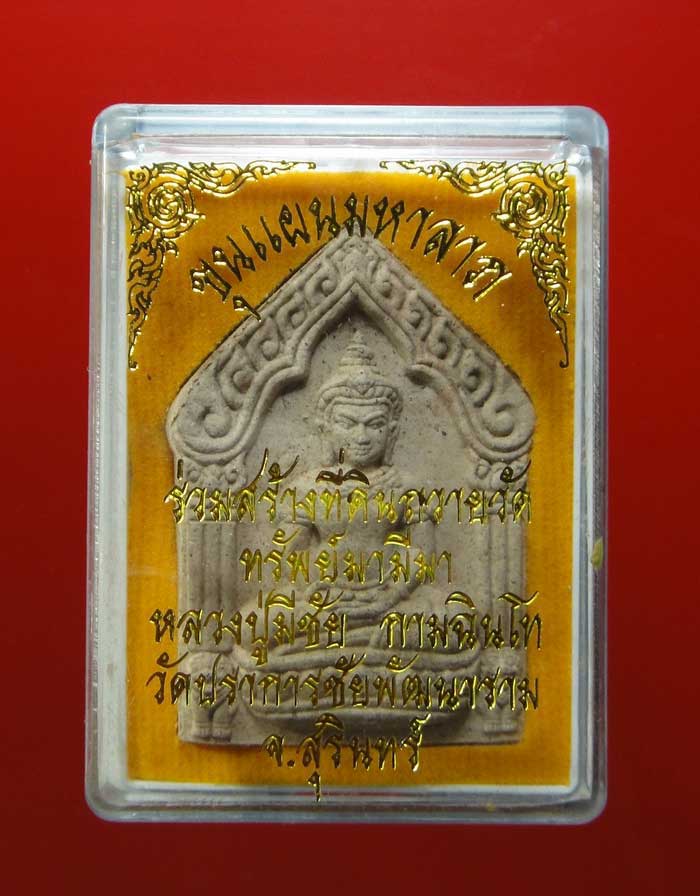 ขุนแผนมหาลาภ
ร่วมสร้างที่ดินถวายวัด
ทรัพย์มามีมา
หลวงปู่มีชัย กามฉินโท
วัดปราการชัยพัฒนาราม
จ.สุรินทร์